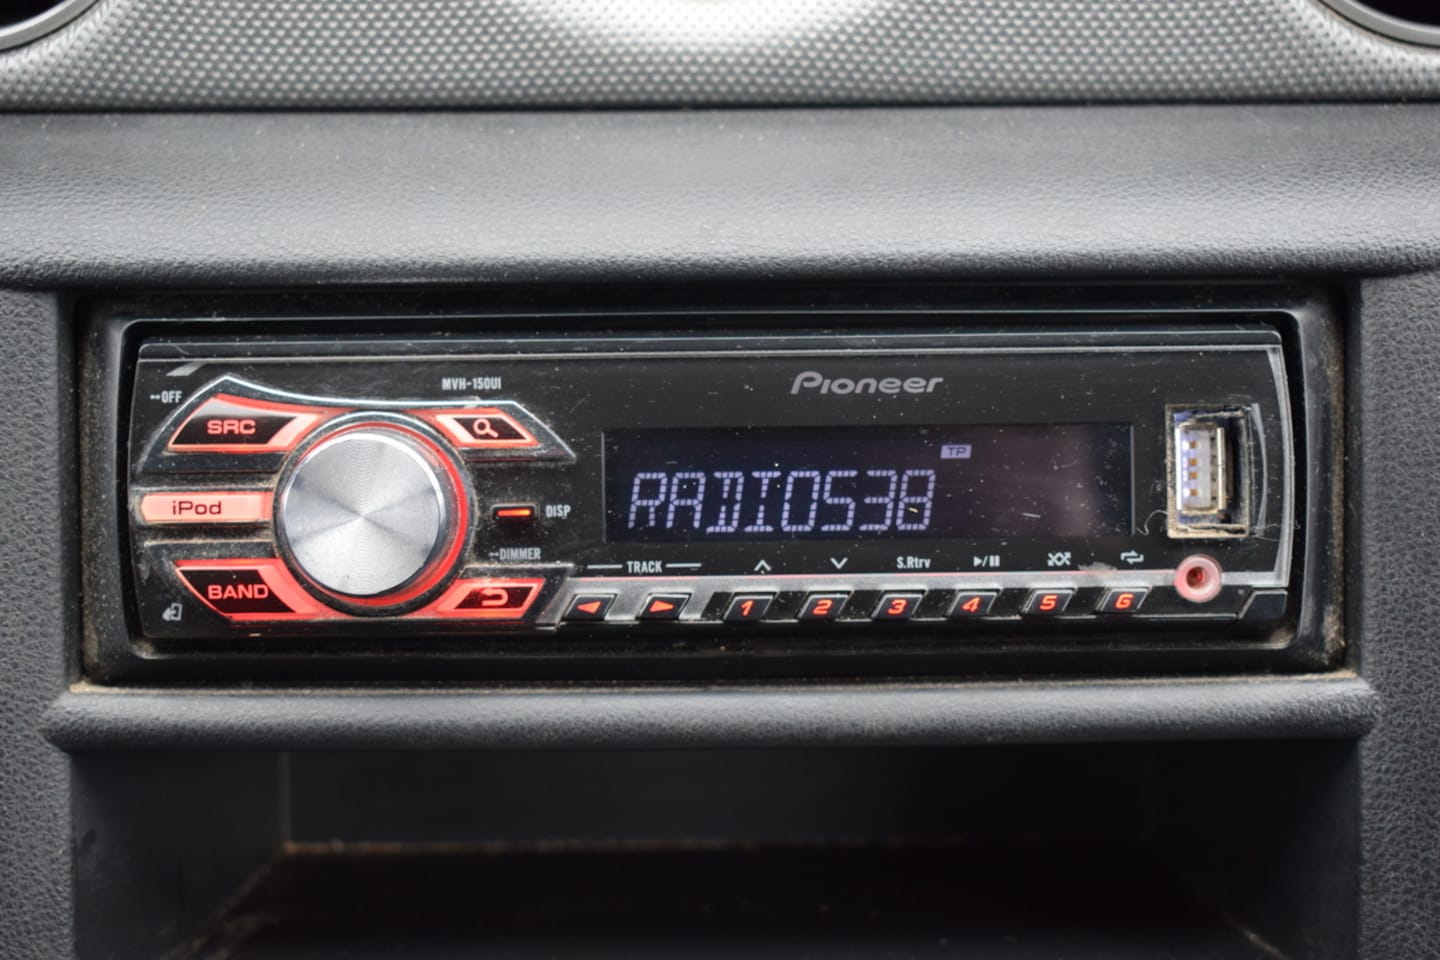 Pioneer
MVH-150UI
OFF
SRC
TP
iPod
DISP
RADIO538
DIMMER
BAND
TRACK
S.Rtrv
1 2 3 4 5 6